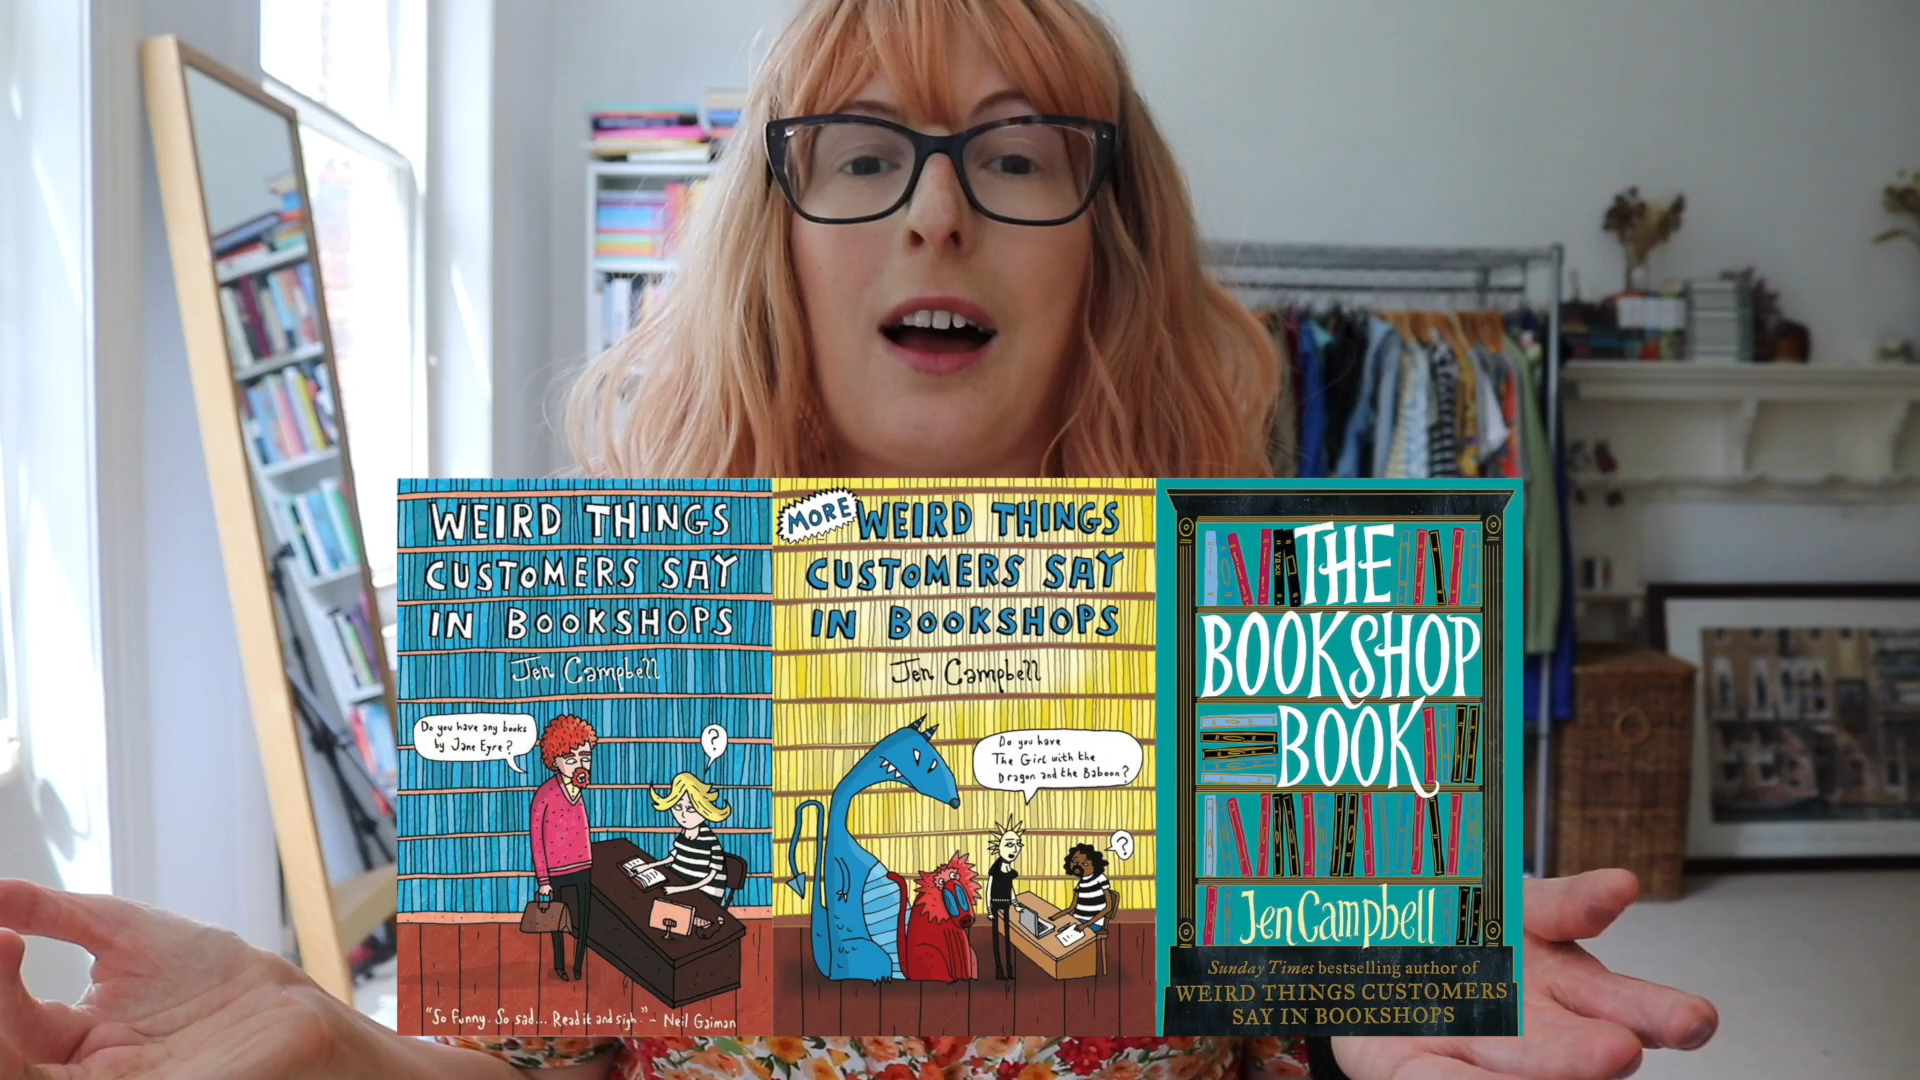 WEIRD THINGS
CUSTOMERS SAY
IN BOOKSHOPS
Jen Campbell
Do you have any books
by Jane Eyre?
?
"So funny. So sad... Read it and sigh." - Neil Gaiman
MORE WEIRD THINGS
CUSTOMERS SAY
IN BOOKSHOPS
Jen Campbell
Do you have
The Girl with the
Dragon and the Baboon?
?
THE
BOOKSHOP
BOOK
Jen Campbell
Sunday Times bestselling author of
WEIRD THINGS CUSTOMERS
SAY IN BOOKSHOPS